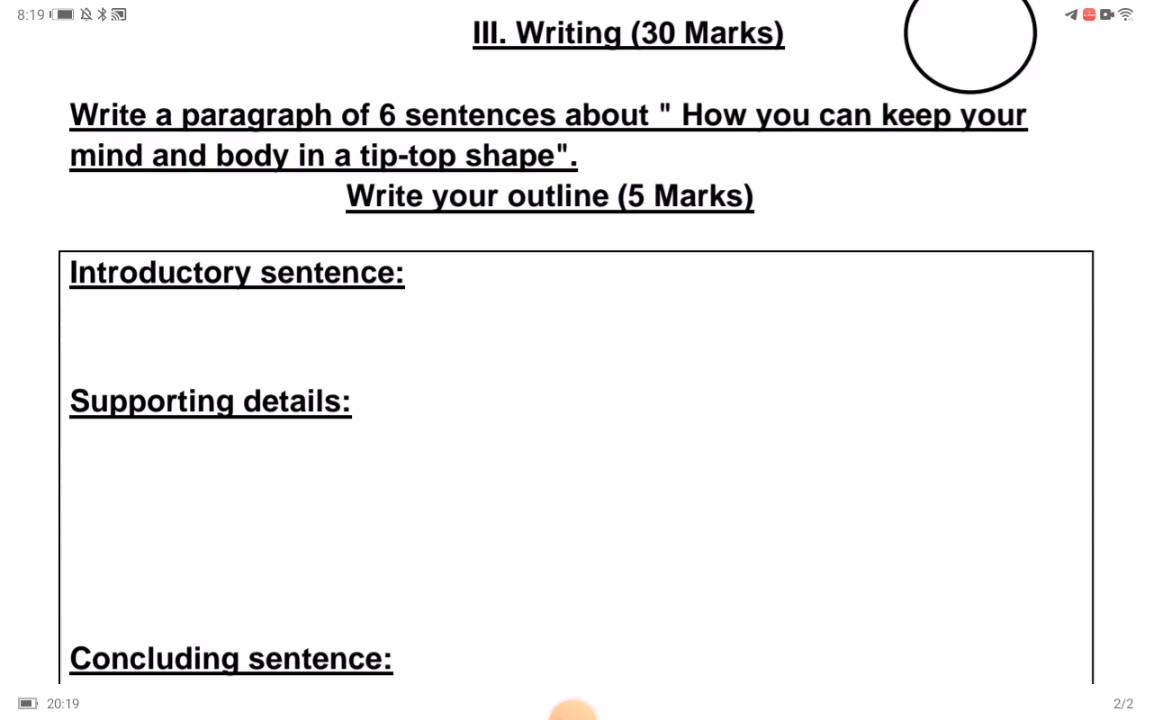 8:19
III. Writing (30 Marks)
Write a paragraph of 6 sentences about " How you can keep your
mind and body in a tip-top shape".
Write your outline (5 Marks)
Introductory sentence:
Supporting details:
Concluding sentence:
20:19
2/2